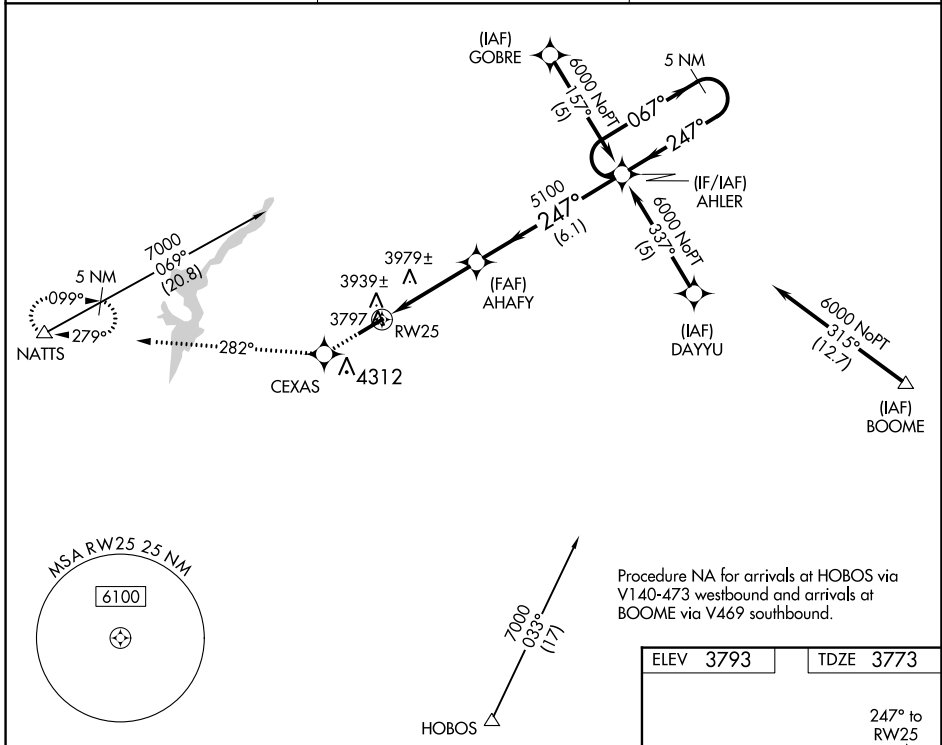 (IAF)
GOBRE
6000 NoPT
157°
(5)
5 NM
067°
247°
(IF/IAF)
AHLER
5100
247°
(6.1)
6000 NoPT
337°
(5)
(IAF)
DAYYU
(FAF)
AHAFY
3979±
3939±
3797
RW25
7000
069°
(20.8)
5 NM
099°
279°
NATTS
282°
CEXAS
4312
6000 NoPT
315°
(12.7)
(IAF)
BOOME
MSA RW25 25 NM
6100
7000
033°
(17)
HOBOS
Procedure NA for arrivals at HOBOS via
V140-473 westbound and arrivals at
BOOME via V469 southbound.
ELEV 3793
TDZE 3773
247° to
RW25